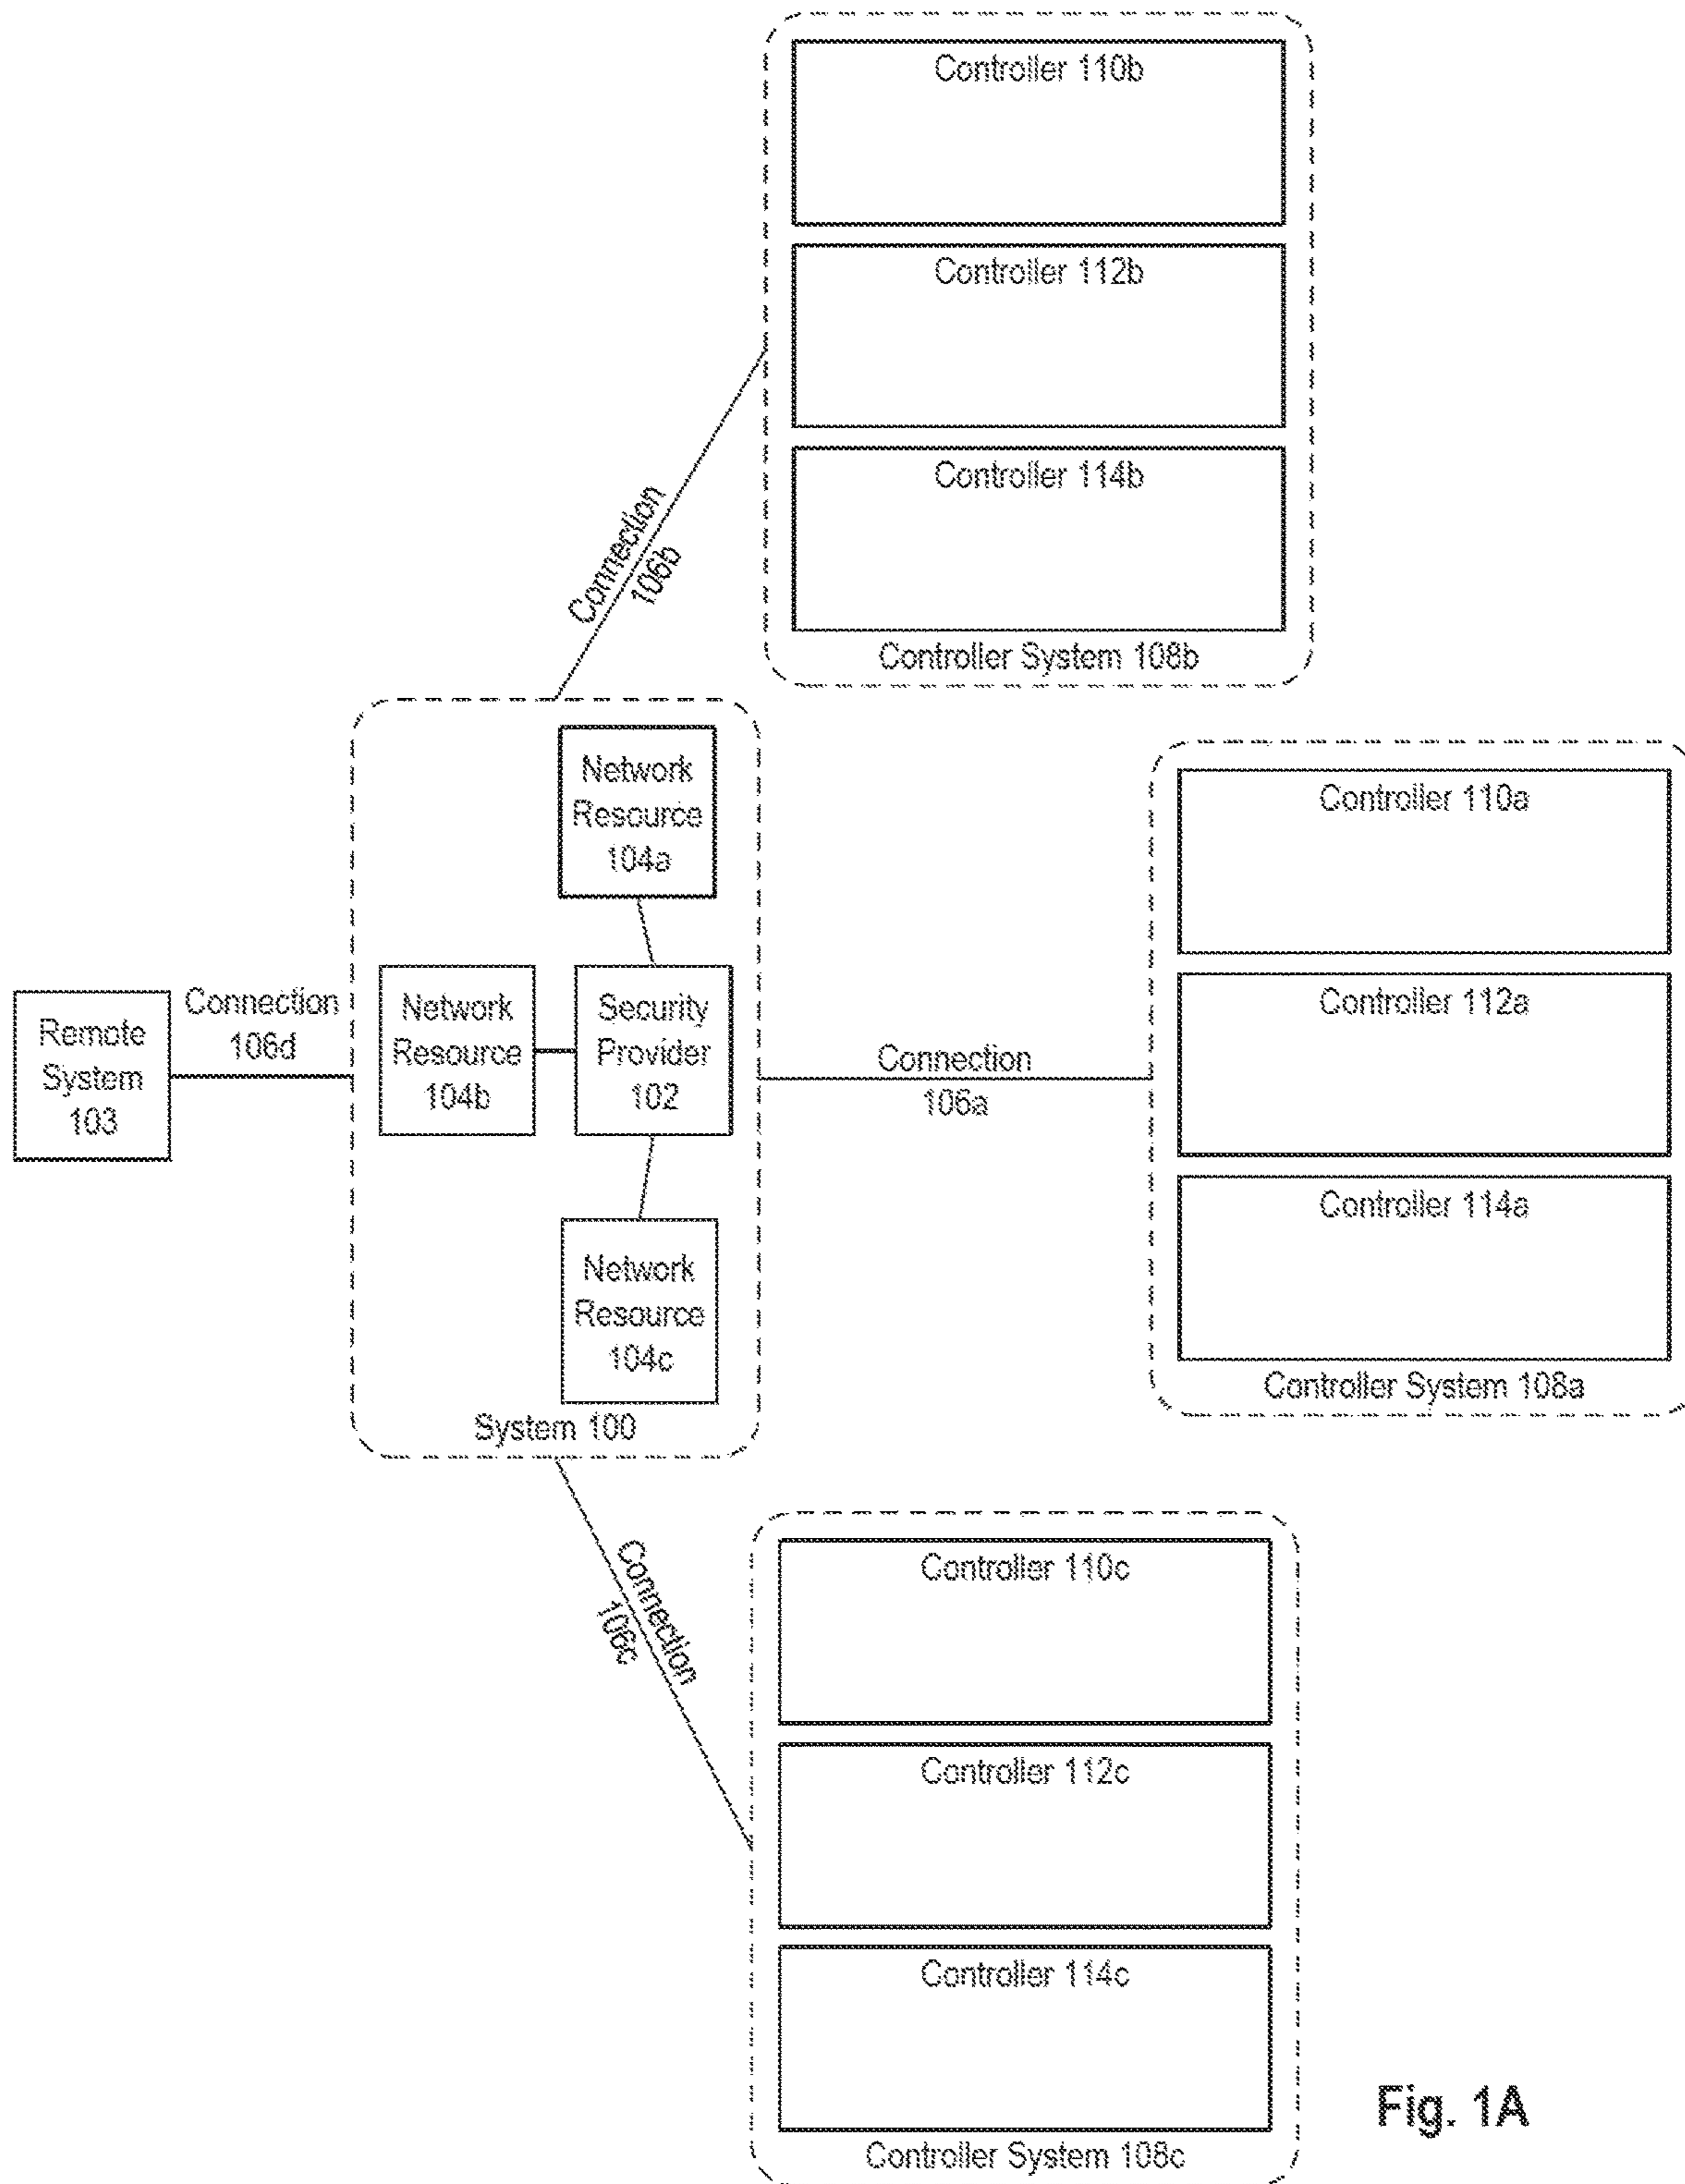 Controller 110b
Controller 112b
Controller 114b
Controller System 108b
Connection
106b
Network
Resource
104a
Controller 110a
Remote
System
103
Connection
106d
Network
Resource
104b
Security
Provider
102
Connection
106a
Controller 112a
Controller 114a
Controller System 108a
Network
Resource
104c
System 100
Connection
106c
Controller 110c
Controller 112c
Controller 114c
Controller System 108c
Fig. 1A